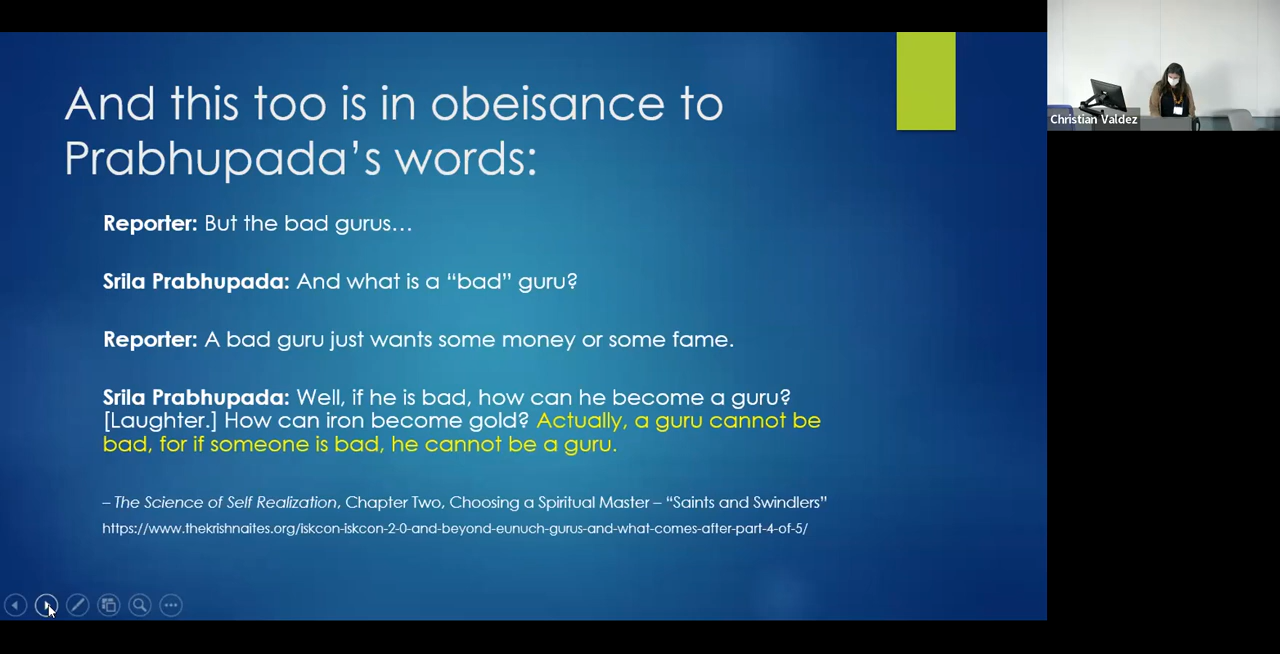 And this too is in obeisance to
Prabhupada's words:
Reporter: But the bad gurus…
Srila Prabhupada: And what is a “bad” guru?
Reporter: A bad guru just wants some money or some fame.
Srila Prabhupada: Well, if he is bad, how can he become a guru?
[Laughter.] How can iron become gold? Actually, a guru cannot be
bad, for if someone is bad, he cannot be a guru.
– The Science of Self Realization, Chapter Two, Choosing a Spiritual Master – “Saints and Swindlers”
https://www.thekrishnaites.org/iskcon-iskcon-2-0-and-beyond-eunuch-gurus-and-what-comes-after-part-4-of-5/
Christian Valdez